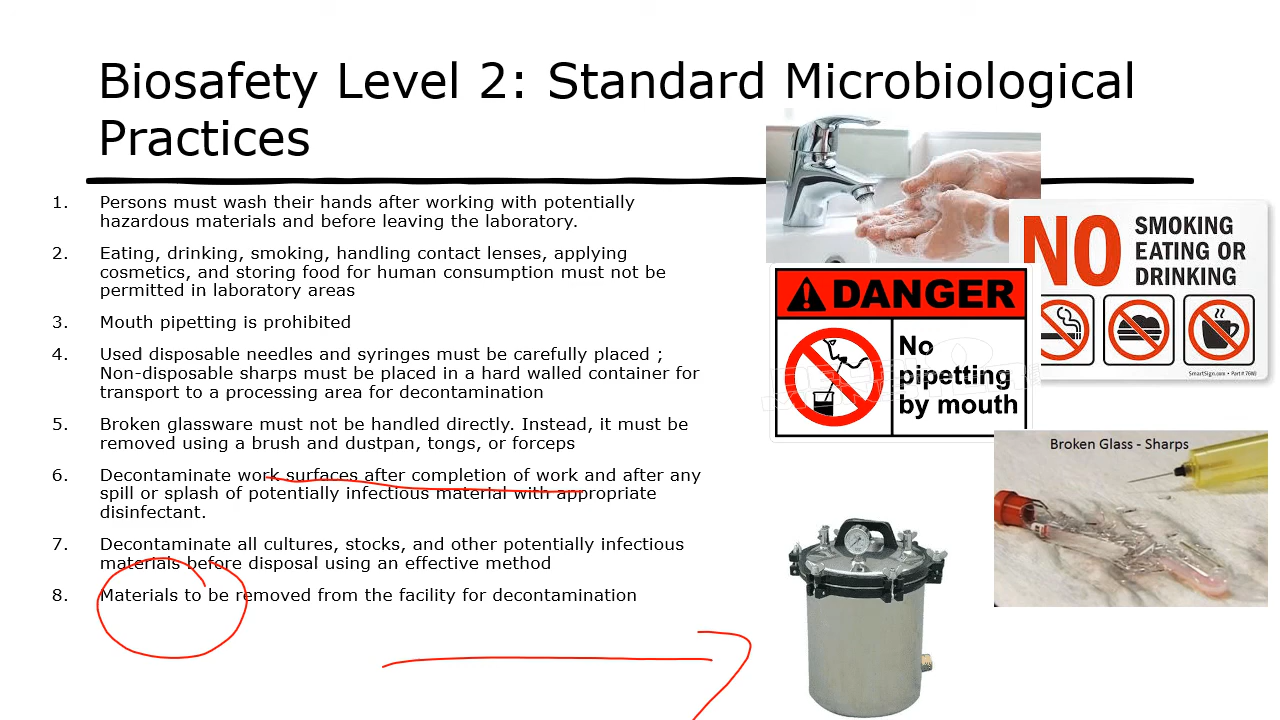 Biosafety Level 2: Standard Microbiological
Practices
1. Persons must wash their hands after working with potentially
hazardous materials and before leaving the laboratory.
2. Eating, drinking, smoking, handling contact lenses, applying
cosmetics, and storing food for human consumption must not be
permitted in laboratory areas
3. Mouth pipetting is prohibited
4. Used disposable needles and syringes must be carefully placed ;
Non-disposable sharps must be placed in a hard walled container for
transport to a processing area for decontamination
5. Broken glassware must not be handled directly. Instead, it must be
removed using a brush and dustpan, tongs, or forceps
6. Decontaminate work surfaces after completion of work and after any
spill or splash of potentially infectious material with appropriate
disinfectant.
7. Decontaminate all cultures, stocks, and other potentially infectious
materials before disposal using an effective method
8. Materials to be removed from the facility for decontamination
NO
SMOKING
EATING OR
DRINKING
DANGER
No
pipetting
by mouth
Broken Glass - Sharps